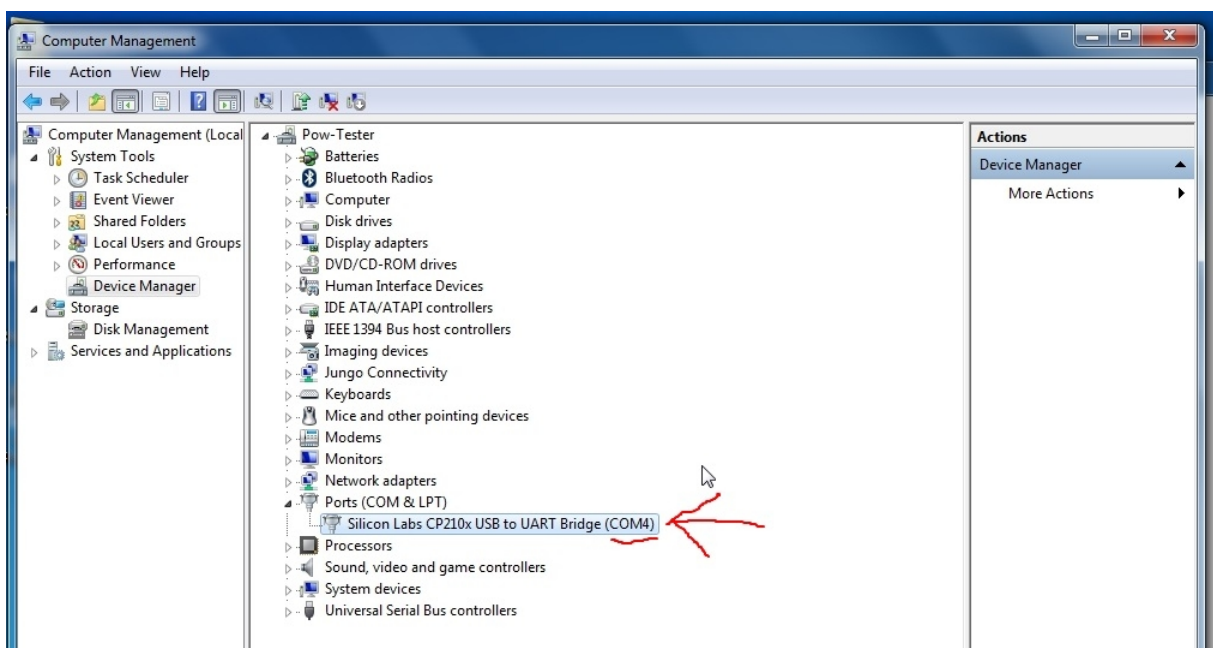 Computer Management
File Action View Help
Computer Management (Local
System Tools
Task Scheduler
Event Viewer
Shared Folders
Local Users and Groups
Performance
Device Manager
Storage
Disk Management
Services and Applications
Pow-Tester
Batteries
Bluetooth Radios
Computer
Disk drives
Display adapters
DVD/CD-ROM drives
Human Interface Devices
IDE ATA/ATAPI controllers
IEEE 1394 Bus host controllers
Imaging devices
Jungo Connectivity
Keyboards
Mice and other pointing devices
Modems
Monitors
Network adapters
Ports (COM & LPT)
Silicon Labs CP210x USB to UART Bridge (COM4)
Processors
Sound, video and game controllers
System devices
Universal Serial Bus controllers
Actions
Device Manager
More Actions